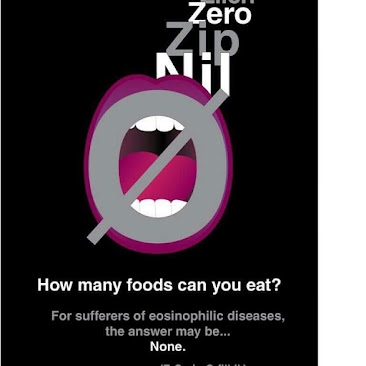 Zero
Zip
Nil
How many foods can you eat?
For sufferers of eosinophilic diseases,
the answer may be...
None.